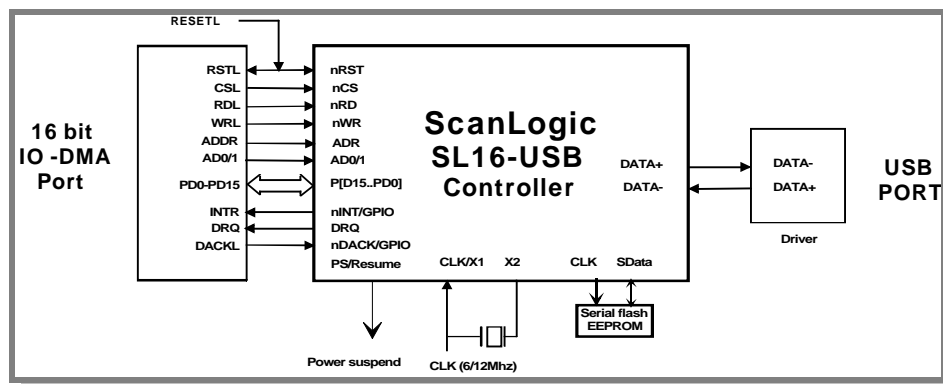 RESETL
16 bit
IO -DMA
Port
RSTL
CSL
RDL
WRL
ADDR
AD0/1
PD0-PD15
INTR
DRQ
DACKL
nRST
nCS
nRD
nWR
ADR
AD0/1
P[D15..PD0]
nINT/GPIO
DRQ
nDACK/GPIO
PS/Resume
ScanLogic
SL16-USB
Controller
DATA+
DATA-
CLK/X1
X2
CLK
SData
DATA-
DATA+
Driver
USB
PORT
Serial flash
EEPROM
Power suspend
CLK (6/12Mhz)